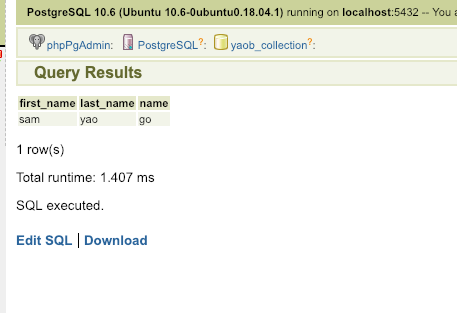 PostgreSQL 10.6 (Ubuntu 10.6-0ubuntu0.18.04.1) running on localhost:5432 -- You a
phpPgAdmin: PostgreSQL?: yaob_collection?:
Query Results
first_name last_name name
sam yao go
1 row(s)
Total runtime: 1.407 ms
SQL executed.
Edit SQL | Download